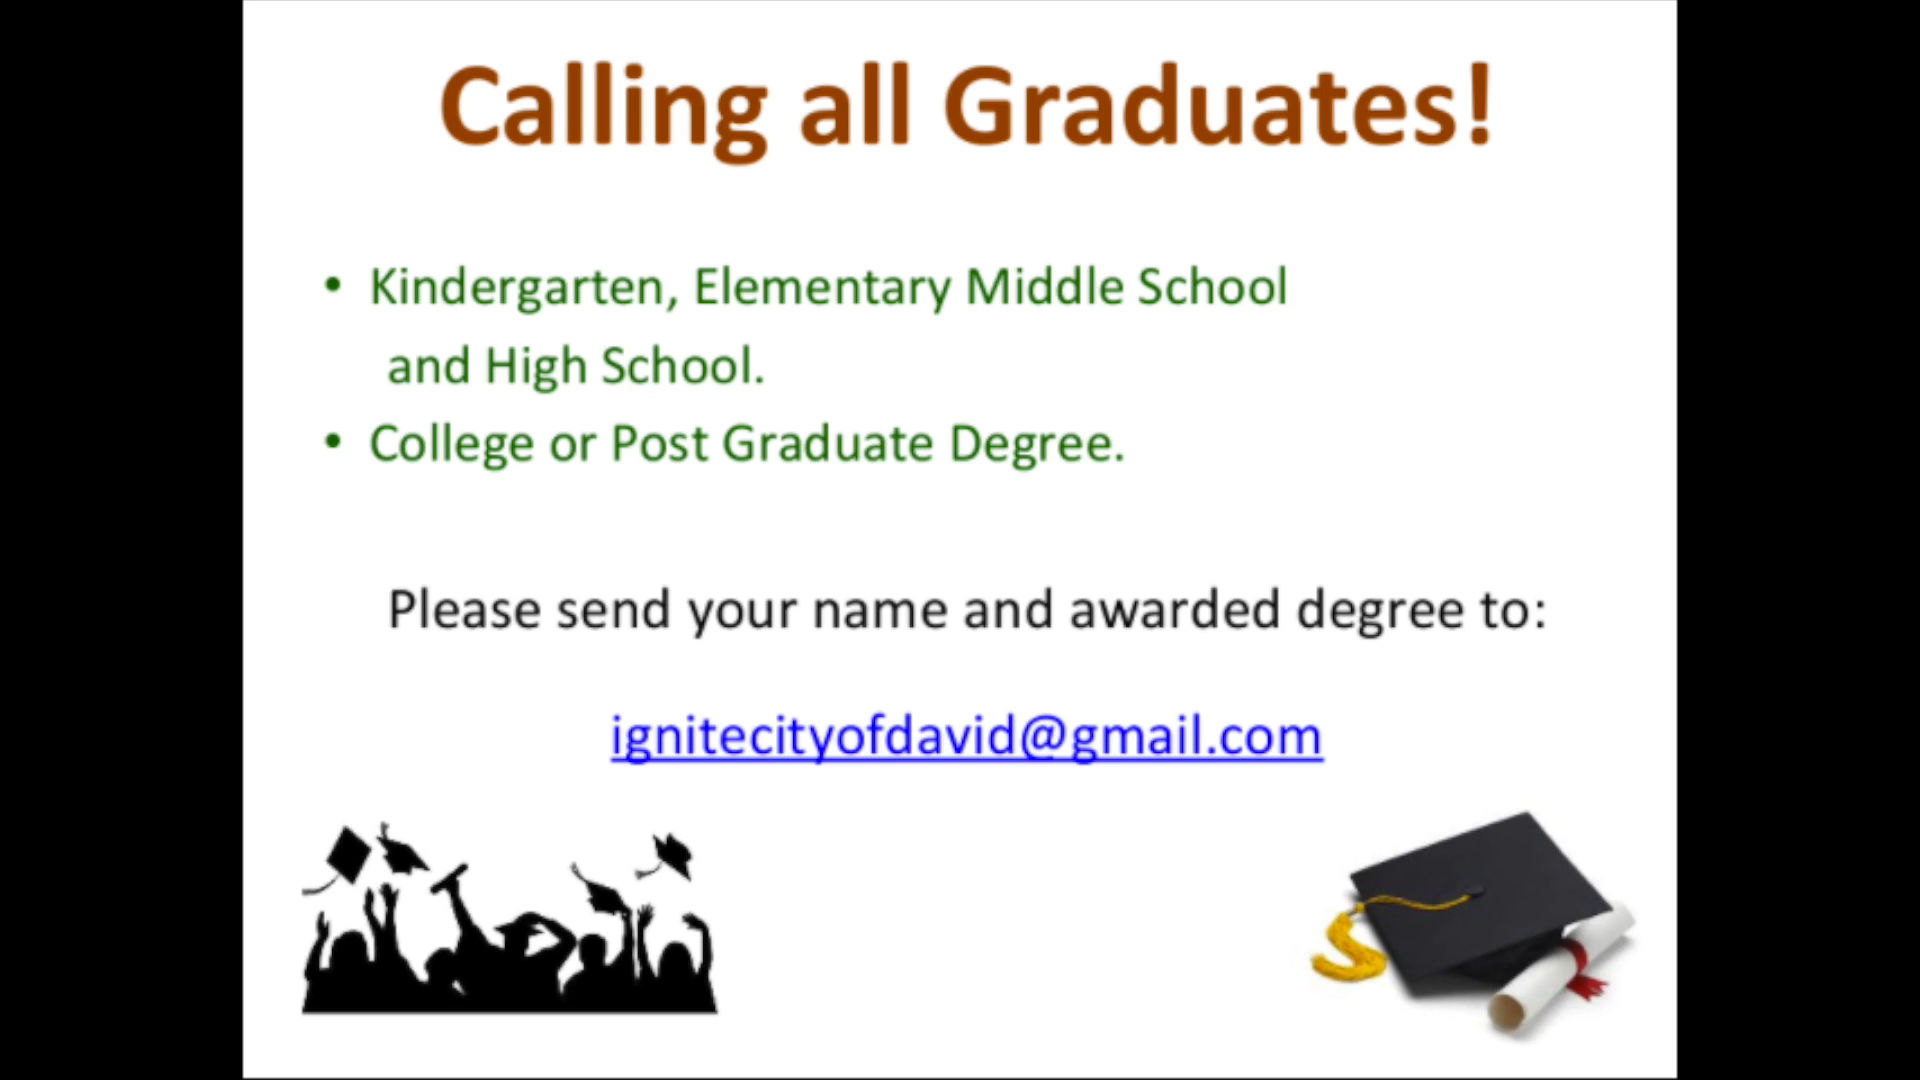 Calling all Graduates!
• Kindergarten, Elementary Middle School
and High School.
• College or Post Graduate Degree.
Please send your name and awarded degree to:
ignitecityofdavid@gmail.com